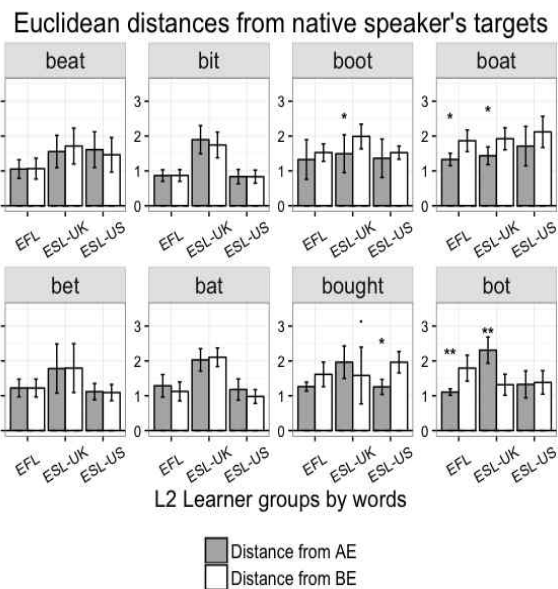 Euclidean distances from native speaker's targets
beat bit boot boat
3 3 3
2 2 2
1 1 1
0 0 0
* * *
EFL ESL-UK ESL-US EFL ESL-UK ESL-US EFL ESL-UK ESL-US EFL ESL-UK ESL-US
bet bat bought bot
3 3 3
2 2 2
1 1 1
0 0 0
. * ** **
EFL ESL-UK ESL-US EFL ESL-UK ESL-US EFL ESL-UK ESL-US EFL ESL-UK ESL-US
L2 Learner groups by words
Distance from AE
Distance from BE